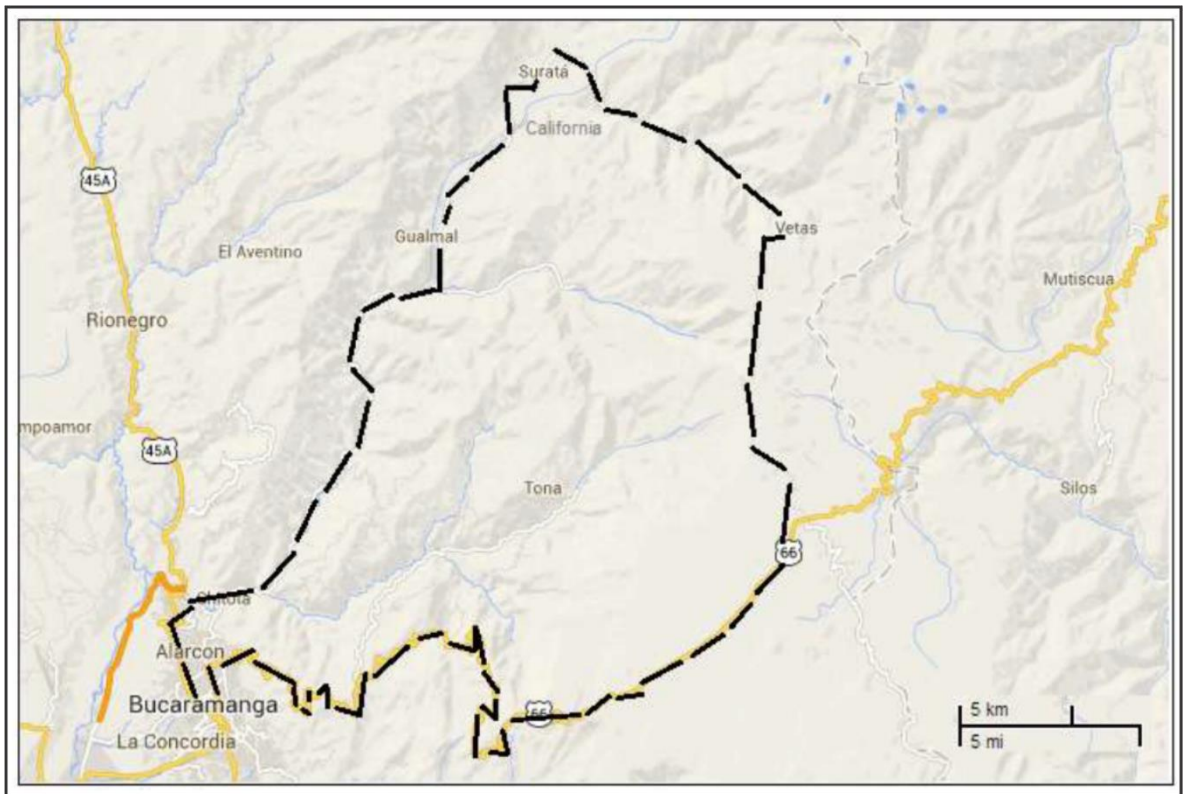 Suratá
California
45A
Vetas
Gualmal
El Aventino
Mutiscua
Rionegro
mpoamor
45A
Tona
Silos
66
Chitota
Alarcon
Bucaramanga
66
5 km
La Concordia
5 mi